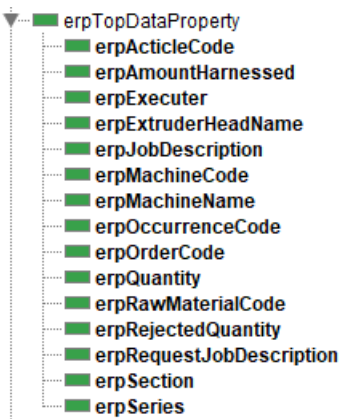 erpTopDataProperty
erpActicleCode
erpAmountHarnessed
erpExecuter
erpExtruderHeadName
erpJobDescription
erpMachineCode
erpMachineName
erpOccurrenceCode
erpOrderCode
erpQuantity
erpRawMaterialCode
erpRejectedQuantity
erpRequestJobDescription
erpSection
erpSeries